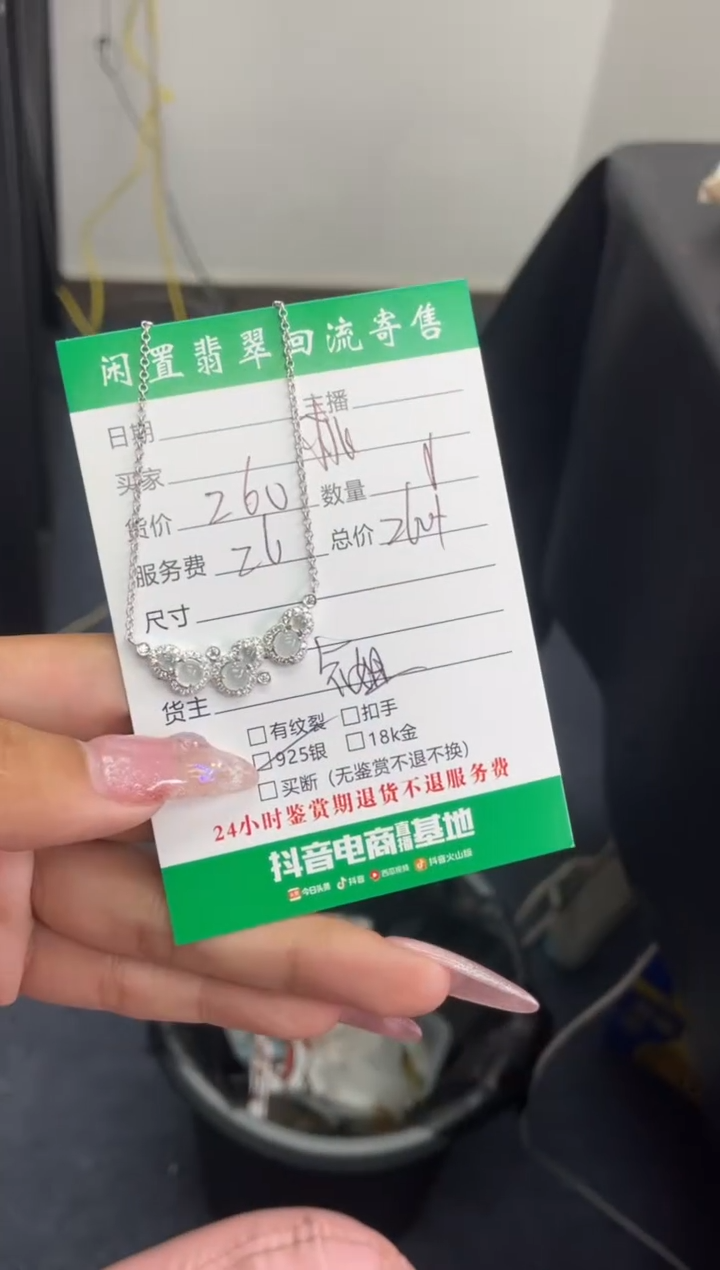 闲置翡翠回流寄售
日期 主播
买家
货价 260 数量 1
服务费 26 总价
尺寸
货主
□有纹裂 □扣手
☑925银 □18k金
□买断（无鉴赏不退不换）
24小时鉴赏期退货不退服务费
抖音电商直播基地
今日头条 抖音 西瓜视频 抖音火山版